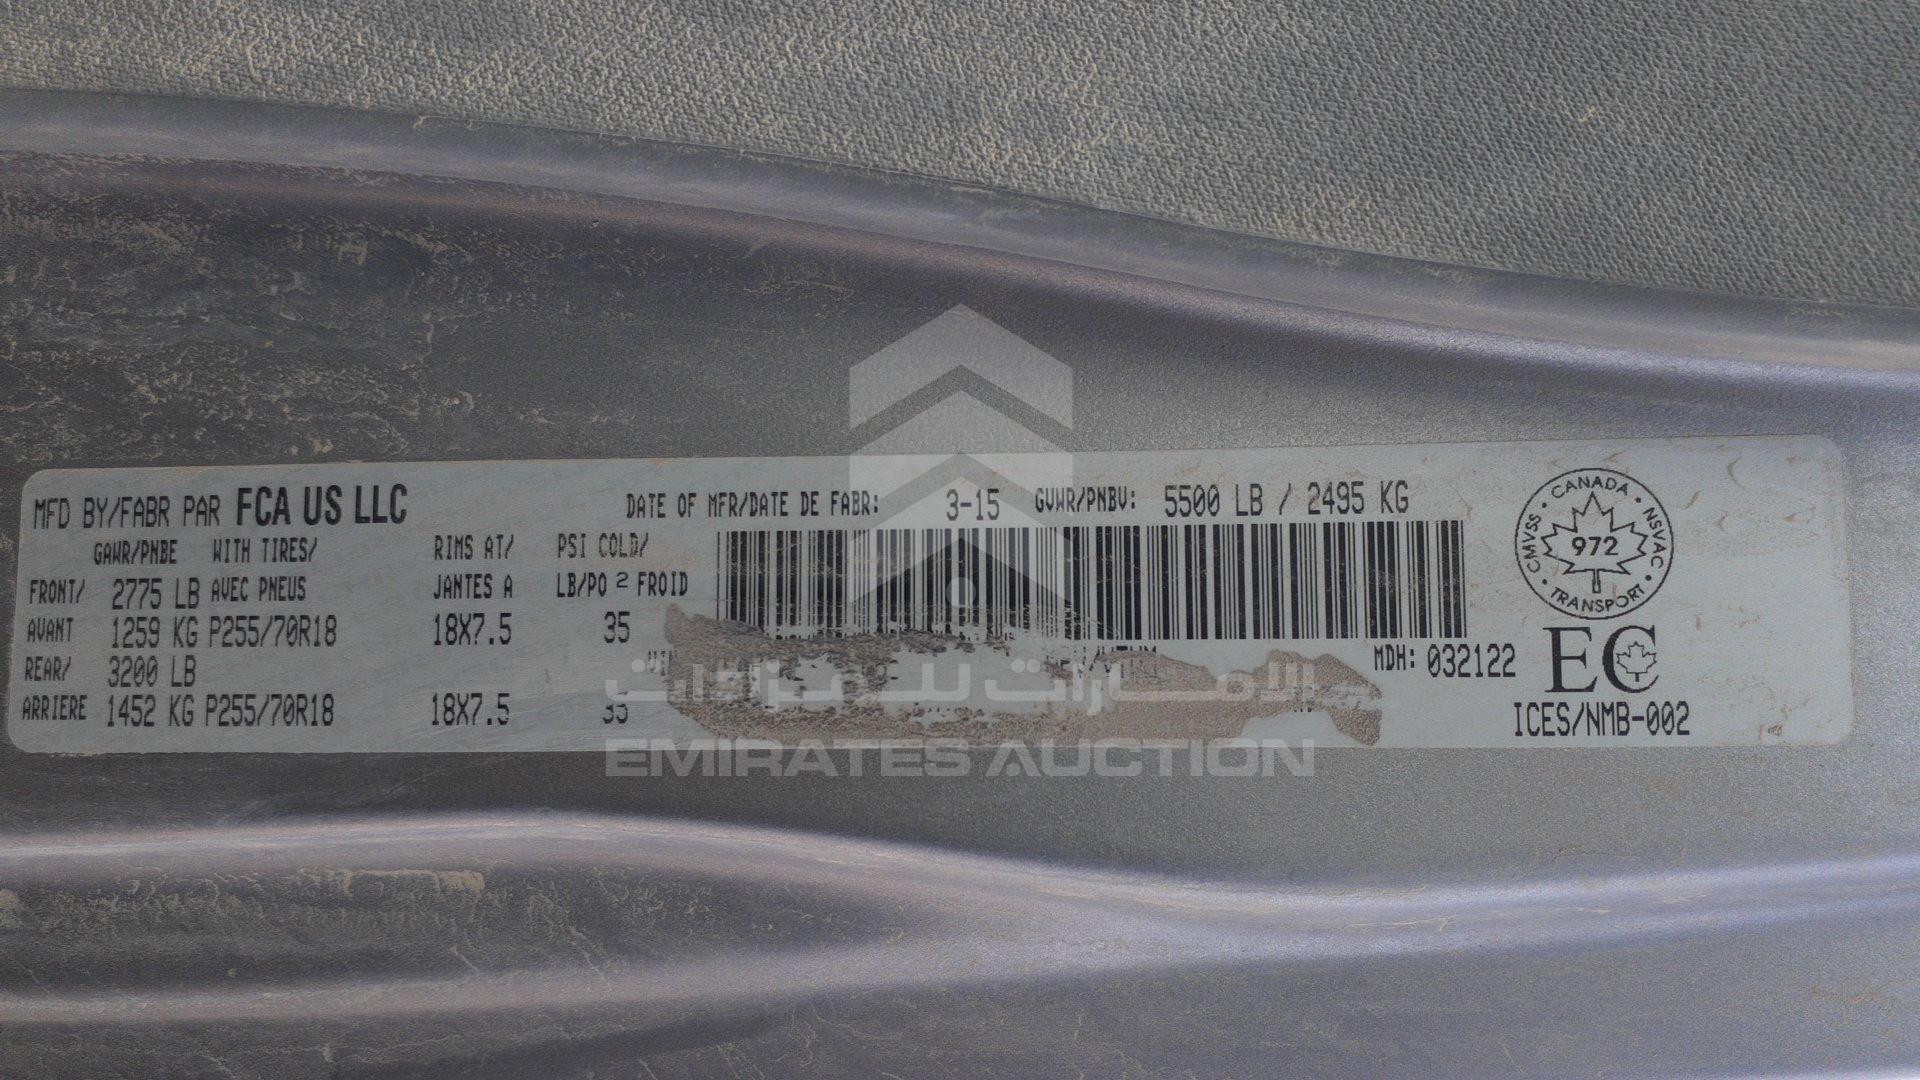 MFD BY/FABR PAR FCA US LLC DATE OF MFR/DATE DE FABR: 3-15 GVWR/PNBV: 5500 LB / 2495 KG
GAWR/PNBE WITH TIRES/ RIMS AT/ PSI COLD/
FRONT/ 2775 LB AVEC PNEUS JANTES A LB/PO 2 FROID
AVANT 1259 KG P255/70R18 18X7.5 35
REAR/ 3200 LB
ARRIERE 1452 KG P255/70R18 18X7.5 35
MDH: 032122
CANADA
CMVSS 972 NSVAC
TRANSPORT
EC
ICES/NMB-002
الإمارات للمزادات
EMIRATES AUCTION